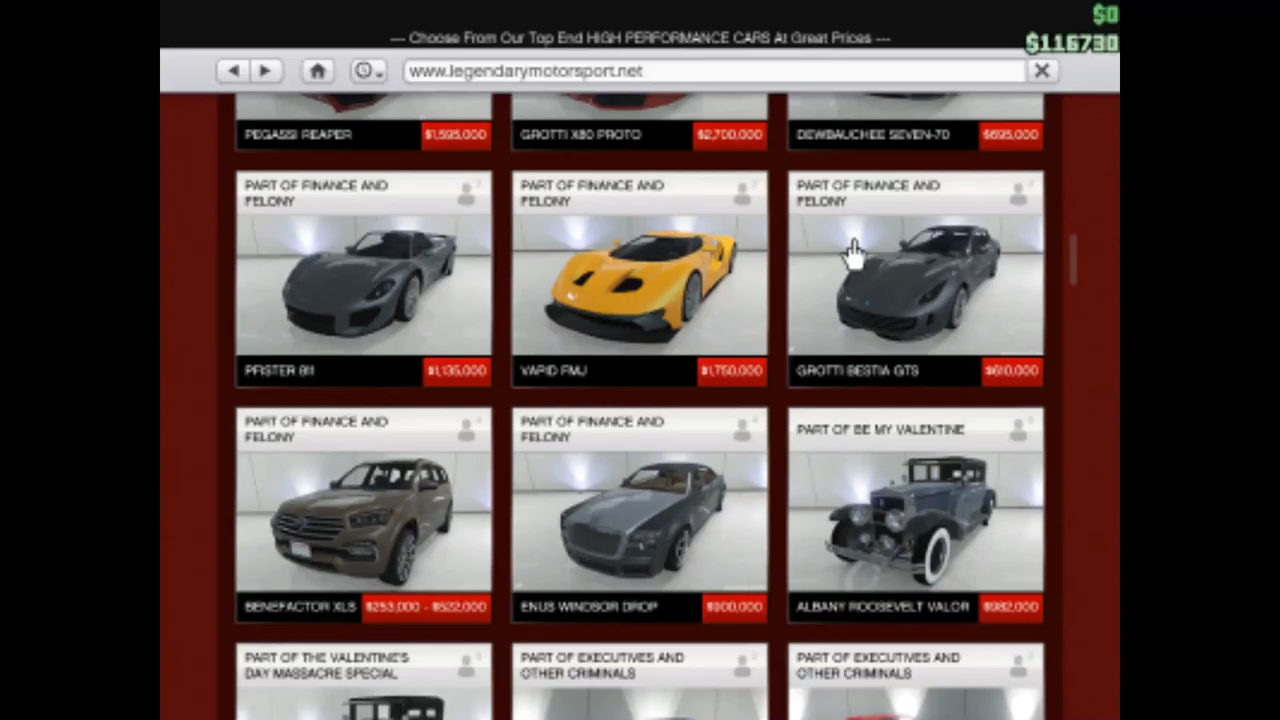 $0
--- Choose From Our Top End HIGH PERFORMANCE CARS At Great Prices ---
$116730
www.legendarymotorsport.net
PEGASSI REAPER $1,595,000 GROTTI X80 PROTO $2,700,000 DEWBAUCHEE SEVEN-70 $695,000
PART OF FINANCE AND FELONY
PART OF FINANCE AND FELONY
PART OF FINANCE AND FELONY
PFISTER 811 $1,135,000 VAPID FMJ $1,750,000 GROTTI BESTIA GTS $610,000
PART OF FINANCE AND FELONY
PART OF FINANCE AND FELONY
PART OF BE MY VALENTINE
BENEFACTOR XLS $253,000 - $522,000 ENUS WINDSOR DROP $900,000 ALBANY ROOSEVELT VALOR $982,000
PART OF THE VALENTINE'S DAY MASSACRE SPECIAL
PART OF EXECUTIVES AND OTHER CRIMINALS
PART OF EXECUTIVES AND OTHER CRIMINALS